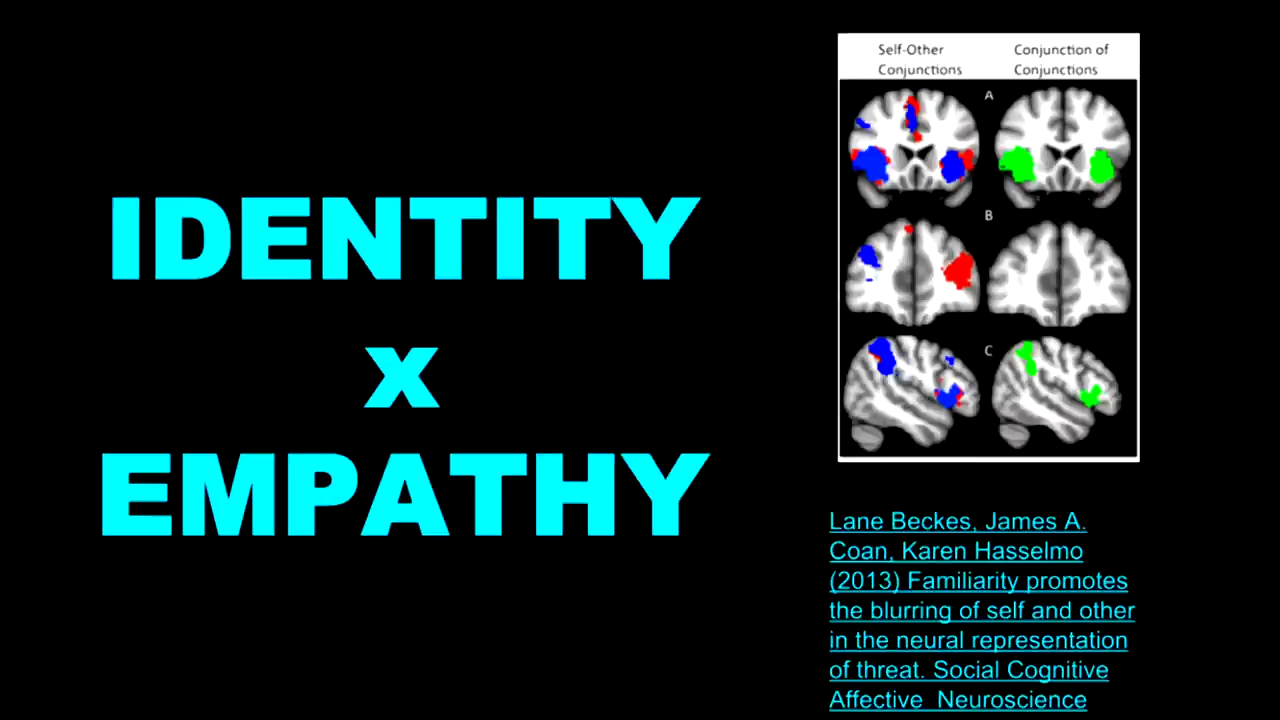 IDENTITY
x
EMPATHY
Self-Other
Conjunctions
Conjunction of
Conjunctions
A
B
C
Lane Beckes, James A.
Coan, Karen Hasselmo
(2013) Familiarity promotes
the blurring of self and other
in the neural representation
of threat. Social Cognitive
Affective  Neuroscience